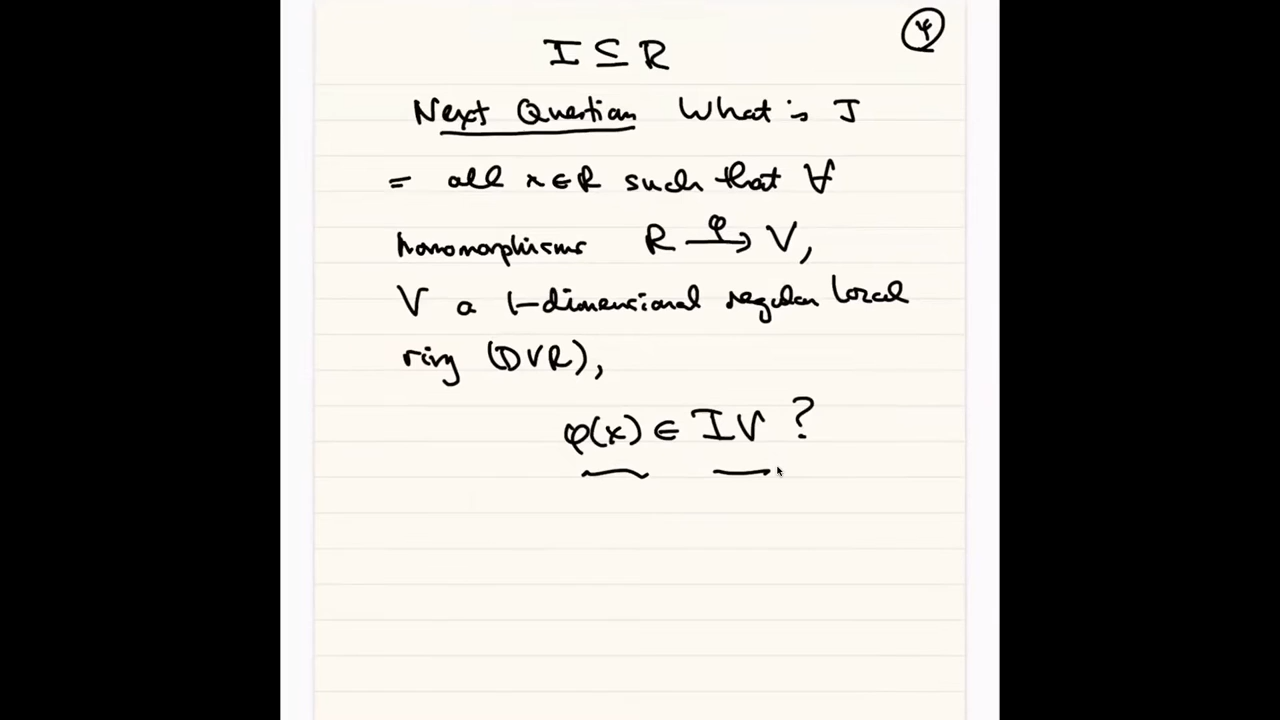 ④
I ⊆ R
Next Question What is J
= all x ∈ R such that ∀
homomorphisms R →^φ V,
V a 1-dimensional regular local
ring (DVR),
φ(x) ∈ IV ?